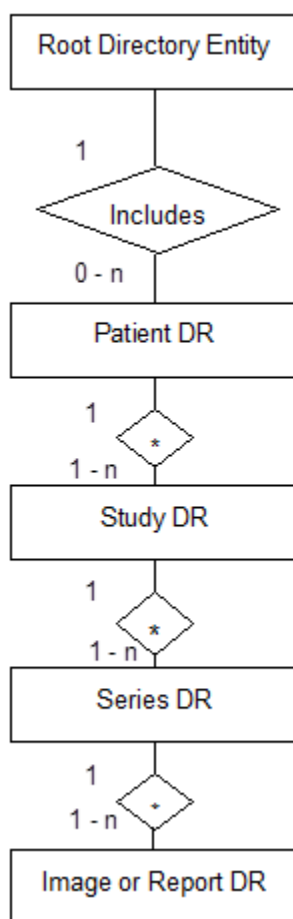 Root Directory Entity
1
Includes
0 - n
Patient DR
1
*
1 - n
Study DR
1
*
1 - n
Series DR
1
*
1 - n
Image or Report DR